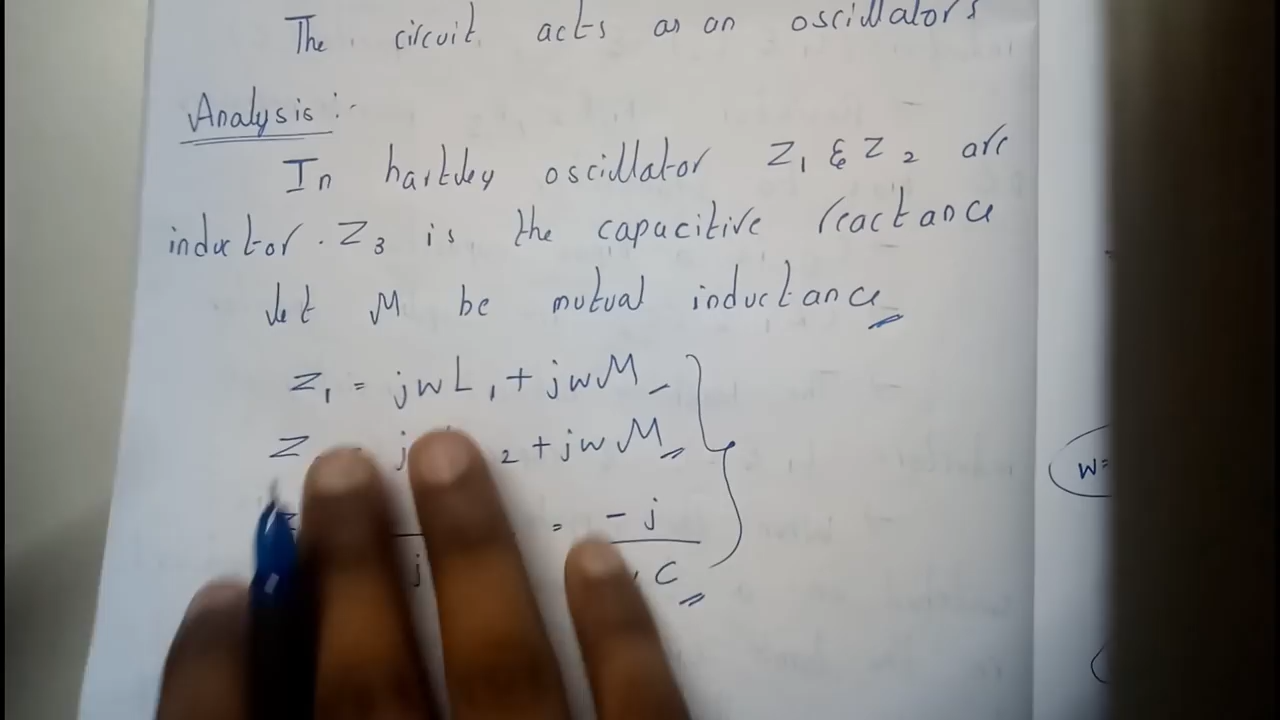 The circuit acts as an oscillators
Analysis :-
In hartley oscillator Z1 & Z2 are
inductor. Z3 is the capacitive reactance
Let M be mutual inductance
Z1 = jwL1 + jwM
Z = j 2 + jwM
= -j
j C
w=